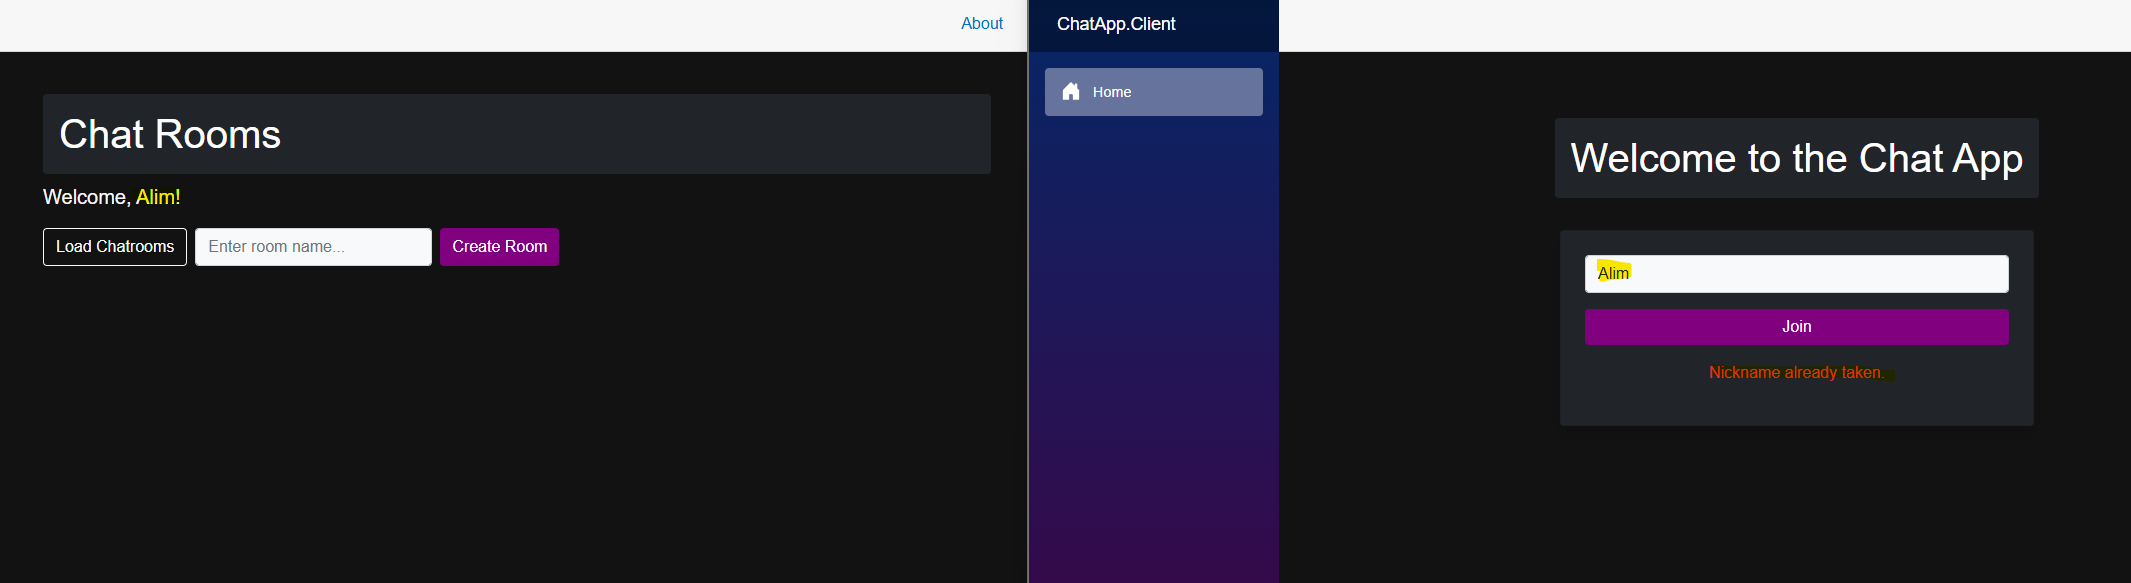 About
Chat Rooms
Welcome, Alim!
Load Chatrooms
Enter room name...
Create Room
ChatApp.Client
Home
Welcome to the Chat App
Alim
Join
Nickname already taken.